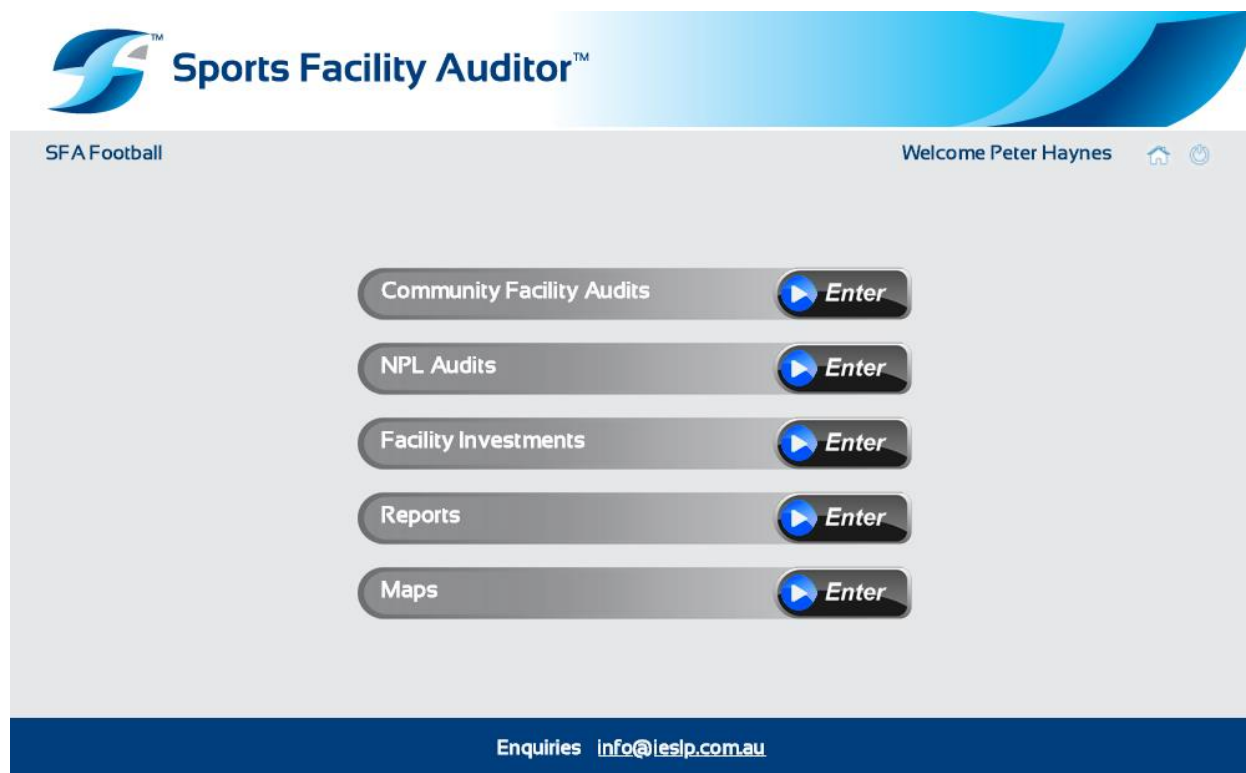 Sports Facility Auditor™
SFA Football
Welcome Peter Haynes
Community Facility Audits
Enter
NPL Audits
Enter
Facility Investments
Enter
Reports
Enter
Maps
Enter
Enquiries info@ieslp.com.au